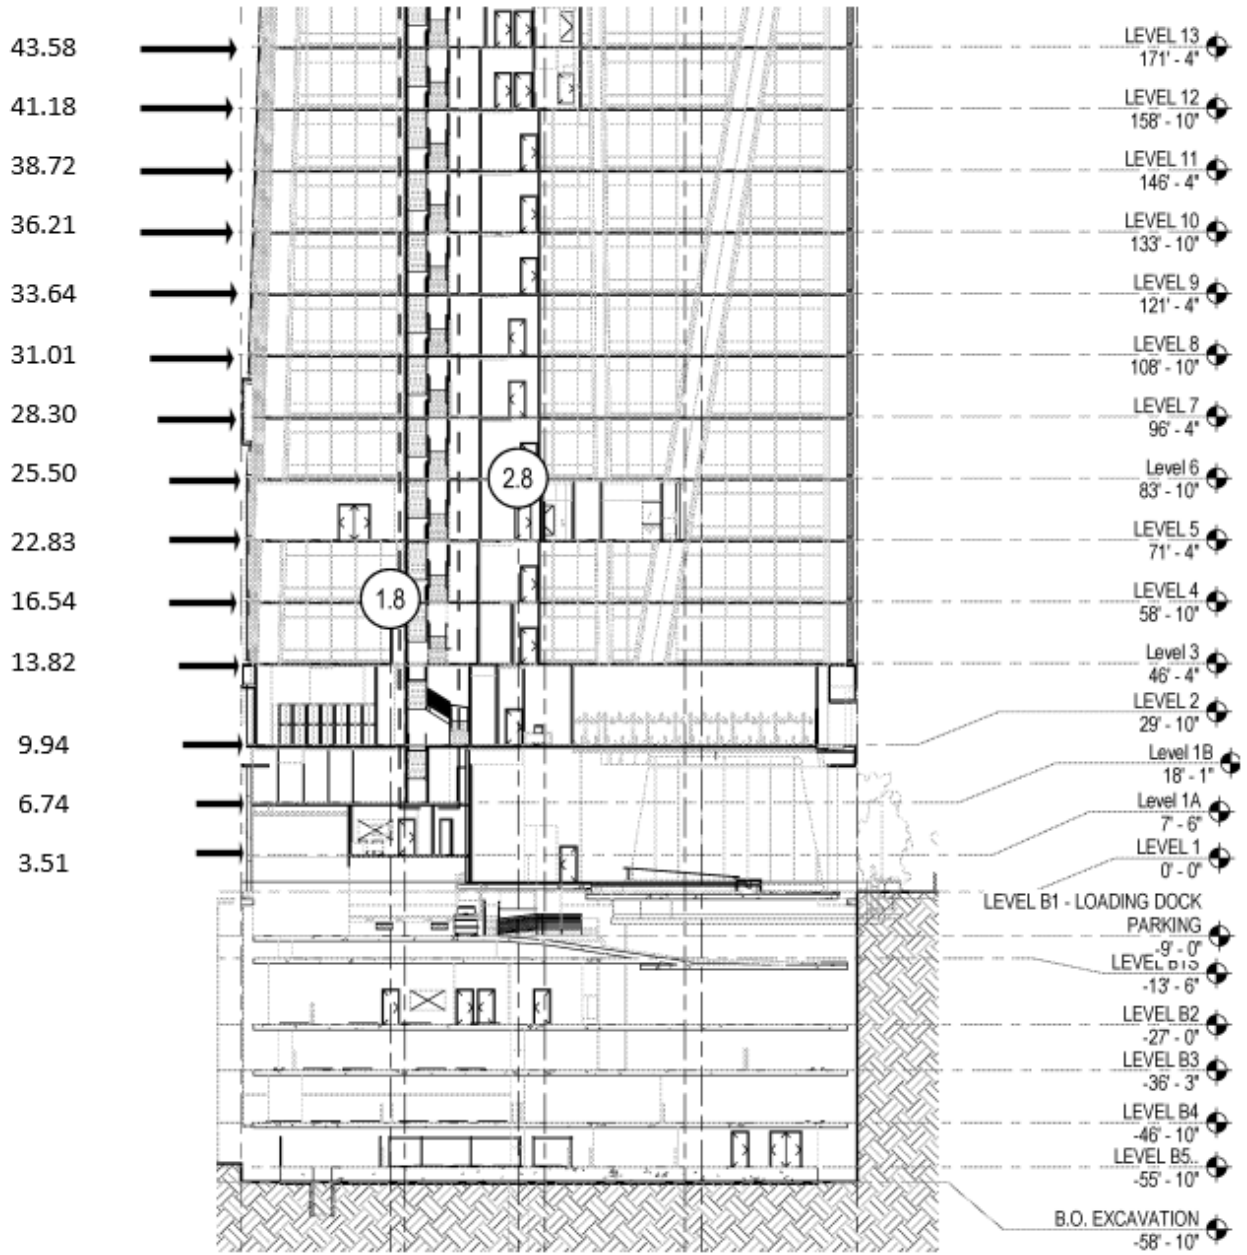 43.58
LEVEL 13
171' - 4"
41.18
LEVEL 12
158' - 10"
38.72
LEVEL 11
146' - 4"
36.21
LEVEL 10
133' - 10"
33.64
LEVEL 9
121' - 4"
31.01
LEVEL 8
108' - 10"
28.30
LEVEL 7
96' - 4"
25.50
Level 6
83' - 10"
2.8
22.83
LEVEL 5
71' - 4"
16.54
LEVEL 4
58' - 10"
1.8
13.82
Level 3
46' - 4"
LEVEL 2
29' - 10"
9.94
Level 1B
18' - 1"
6.74
Level 1A
7' - 6"
3.51
LEVEL 1
0' - 0"
LEVEL B1 - LOADING DOCK
PARKING
-9' - 0"
LEVEL B1S
-13' - 6"
LEVEL B2
-27' - 0"
LEVEL B3
-36' - 3"
LEVEL B4
-46' - 10"
LEVEL B5..
-55' - 10"
B.O. EXCAVATION
-58' - 10"